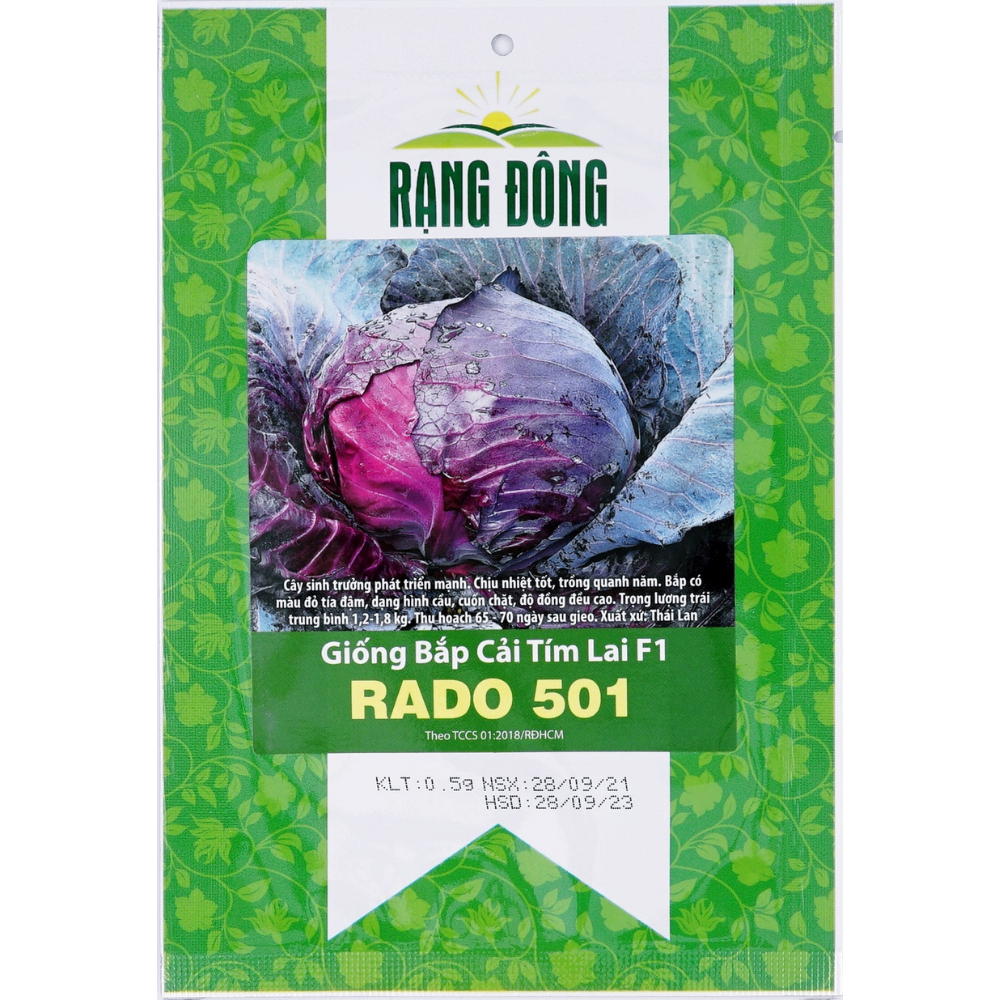 RẠNG ĐÔNG
Cây sinh trưởng phát triển mạnh. Chịu nhiệt tốt, trồng quanh năm. Bắp có
màu đỏ tía đậm, dạng hình cầu, cuốn chặt, độ đồng đều cao. Trọng lượng trái
trung bình 1,2-1,8 kg. Thu hoạch 65 - 70 ngày sau gieo. Xuất xứ: Thái Lan
Giống Bắp Cải Tím Lai F1
RADO 501
Theo TCCS 01:2018/RĐHCM
KLT:0.5g NSX:28/09/21
HSD:28/09/23